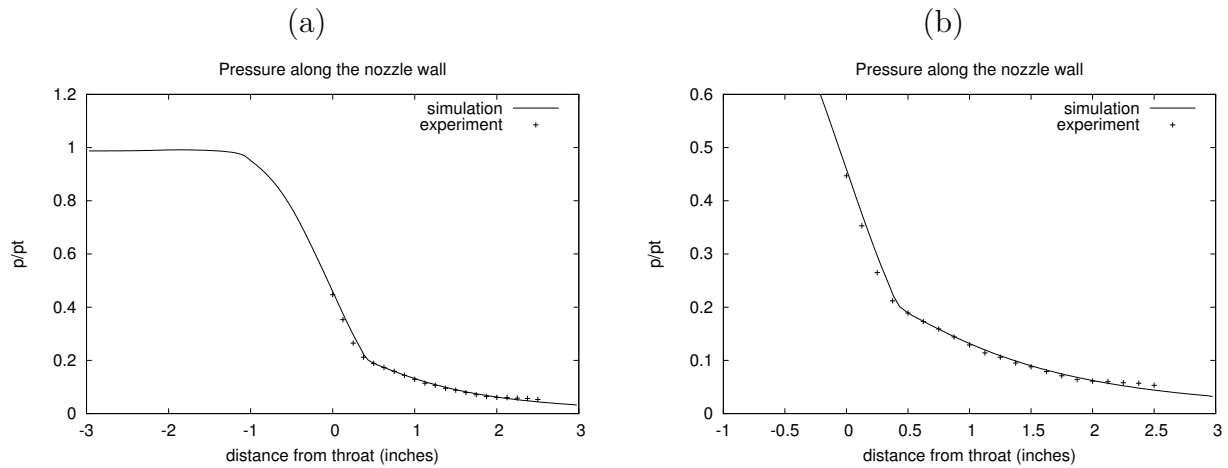 (a)
Pressure along the nozzle wall
1.2
1
0.8
0.6
0.4
0.2
0
p/pt
simulation
experiment
-3 -2 -1 0 1 2 3
distance from throat (inches)
(b)
Pressure along the nozzle wall
0.6
0.5
0.4
0.3
0.2
0.1
0
p/pt
simulation
experiment
-1 -0.5 0 0.5 1 1.5 2 2.5 3
distance from throat (inches)